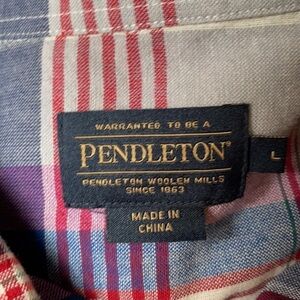 WARRANTED TO BE A
PENDLETON®
L
PENDLETON WOOLEN MILLS
SINCE 1863
MADE IN
CHINA